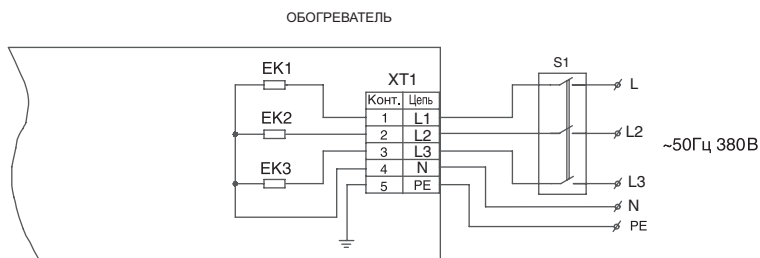 ОБОГРЕВАТЕЛЬ
EK1
EK2
EK3
XT1
Конт. Цепь
1 L1
2 L2
3 L3
4 N
5 PE
S1
L
L2
L3
N
PE
~50Гц 380В